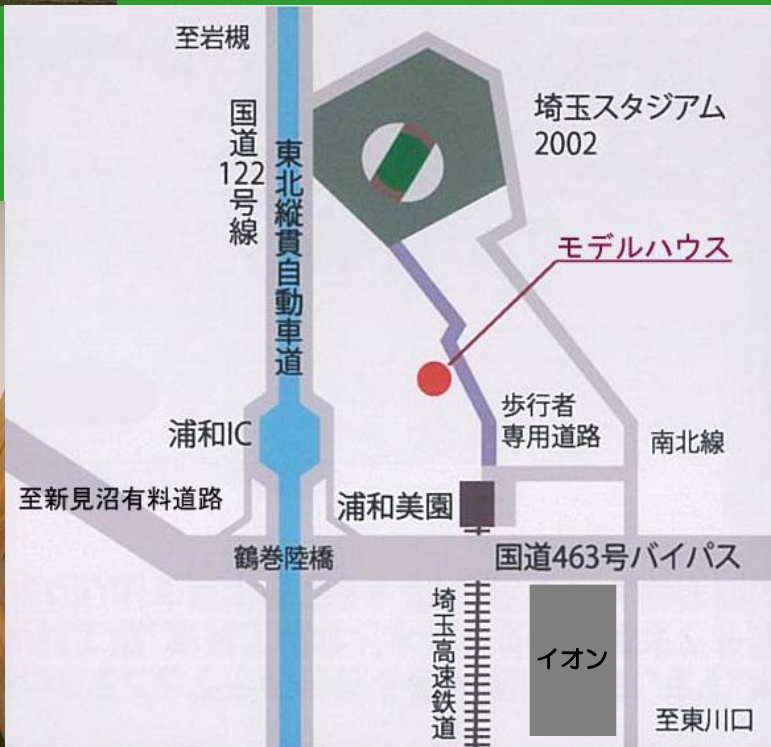 至岩槻
国道122号線
東北縦貫自動車道
埼玉スタジアム
2002
モデルハウス
歩行者
専用道路
南北線
浦和IC
至新見沼有料道路
浦和美園
鶴巻陸橋
国道463号バイパス
埼玉高速鉄道
イオン
至東川口